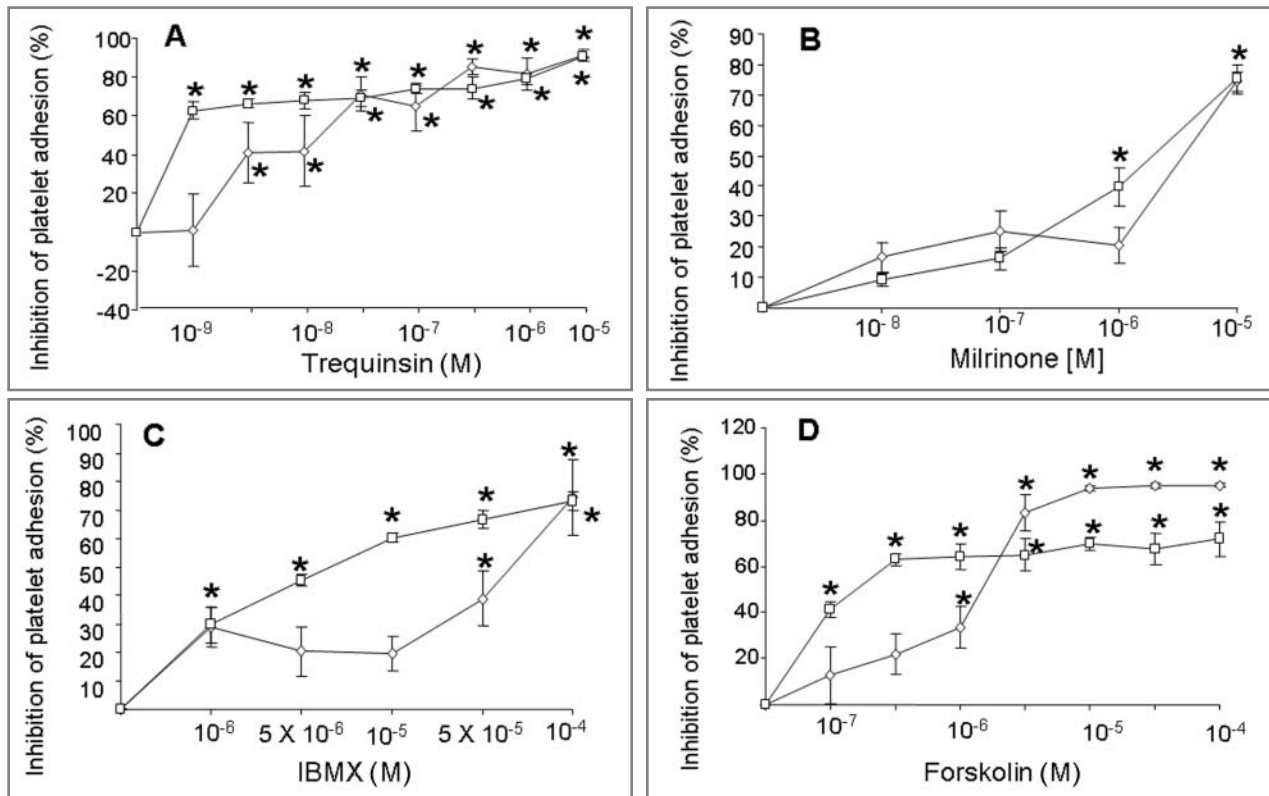 A
Inhibition of platelet adhesion (%)
100
80
60
40
20
0
-20
-40
* * * * * * * *
* * * * * * *
10⁻⁹ 10⁻⁸ 10⁻⁷ 10⁻⁶ 10⁻⁵
Trequinsin (M)
B
Inhibition of platelet adhesion (%)
90
80
70
60
50
40
30
20
10
0
* *
10⁻⁸ 10⁻⁷ 10⁻⁶ 10⁻⁵
Milrinone [M]
C
Inhibition of platelet adhesion (%)
100
90
80
70
60
50
40
30
20
10
0
* * * * *
* *
10⁻⁶ 5 X 10⁻⁶ 10⁻⁵ 5 X 10⁻⁵ 10⁻⁴
IBMX (M)
D
Inhibition of platelet adhesion (%)
120
100
80
60
40
20
0
* * * *
* * * * * * *
*
10⁻⁷ 10⁻⁶ 10⁻⁵ 10⁻⁴
Forskolin (M)